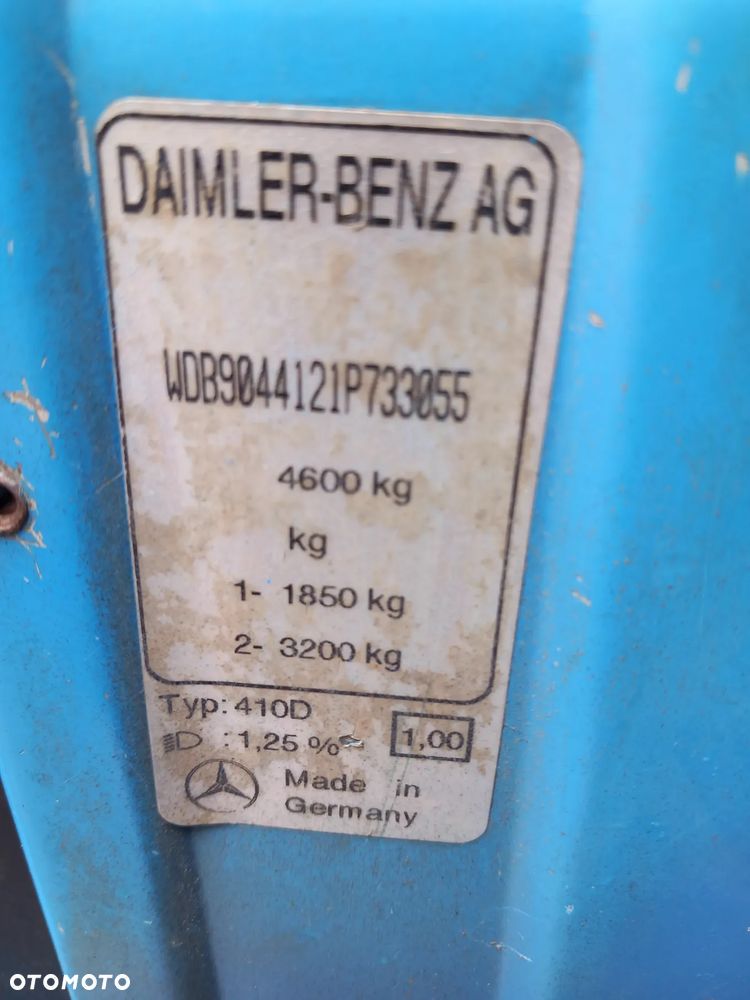 DAIMLER-BENZ AG
WDB9044121P733055
4600 kg
kg
1- 1850 kg
2- 3200 kg
Typ: 410D
: 1,25 % 1,00
Made in
Germany
OTOMOTO